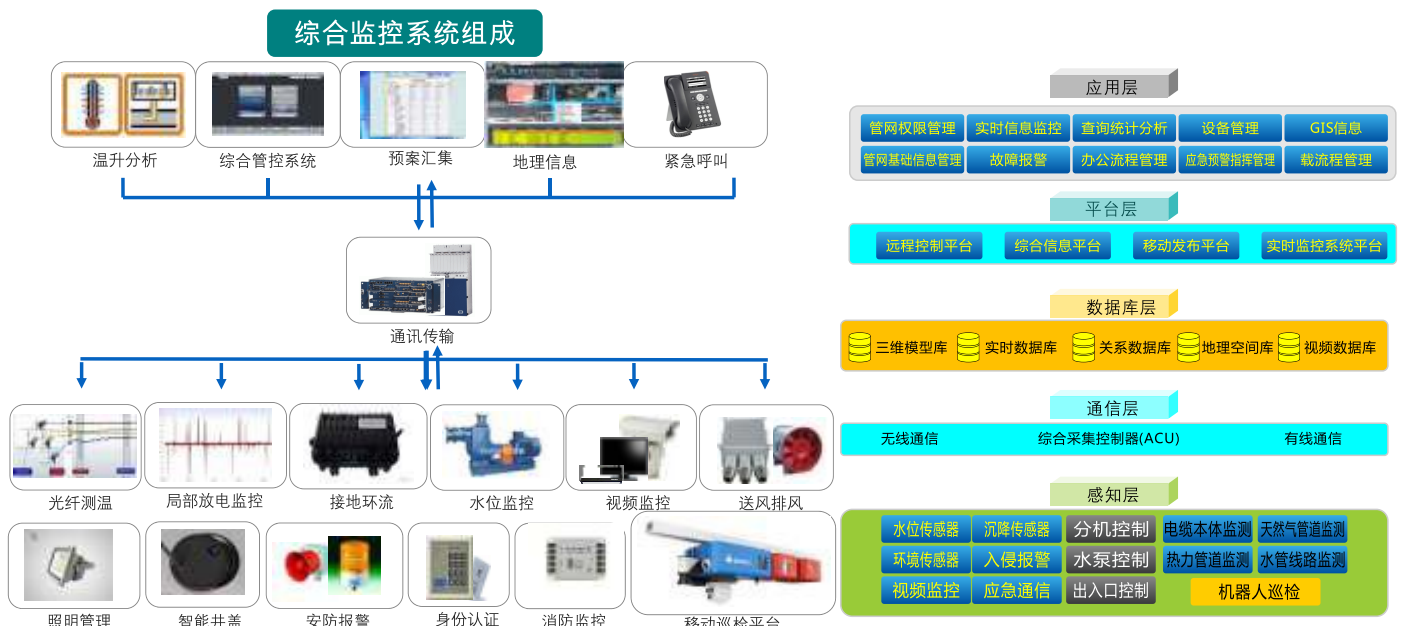 综合监控系统组成
温升分析
综合管控系统
预案汇集
地理信息
紧急呼叫
通讯传输
光纤测温
局部放电监控
接地环流
水位监控
视频监控
送风排风
照明管理
智能井盖
安防报警
身份认证
消防监控
移动巡检平台
应用层
管网权限管理 实时信息监控 查询统计分析 设备管理 GIS信息
管网基础信息管理 故障报警 办公流程管理 应急预警指挥管理 载流程管理
平台层
远程控制平台 综合信息平台 移动发布平台 实时监控系统平台
数据库层
三维模型库 实时数据库 关系数据库 地理空间库 视频数据库
通信层
无线通信 综合采集控制器(ACU) 有线通信
感知层
水位传感器 沉降传感器 分机控制 电缆本体监测 天然气管道监测
环境传感器 入侵报警 水泵控制 热力管道监测 水管线路监测
视频监控 应急通信 出入口控制 机器人巡检